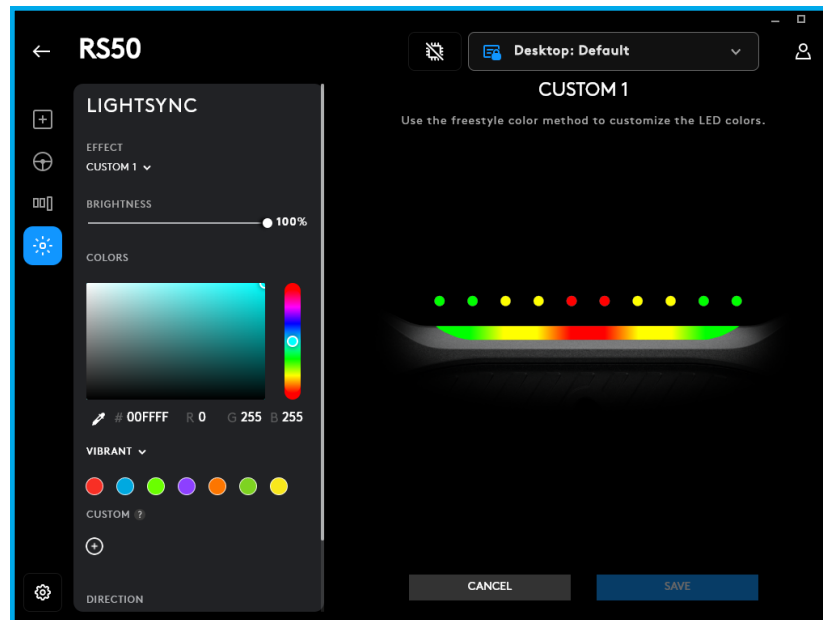 RS50
Desktop: Default
LIGHTSYNC
EFFECT
CUSTOM 1
BRIGHTNESS
100%
COLORS
# 00FFFF R 0 G 255 B 255
VIBRANT
CUSTOM ?
DIRECTION
CUSTOM 1
Use the freestyle color method to customize the LED colors.
CANCEL
SAVE